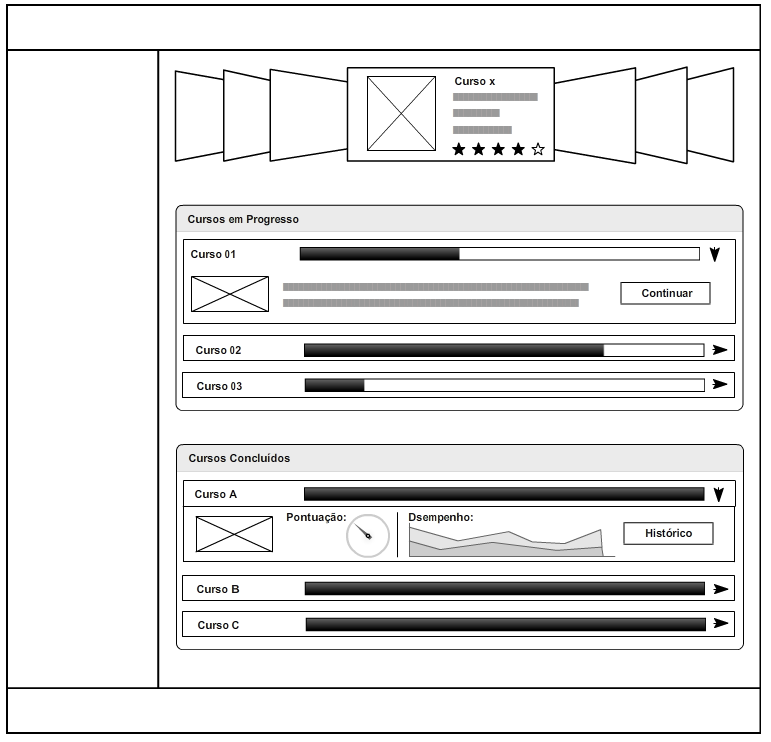 Curso x
Cursos em Progresso
Curso 01
Continuar
Curso 02
Curso 03
Cursos Concluídos
Curso A
Pontuação:
Dsempenho:
Histórico
Curso B
Curso C